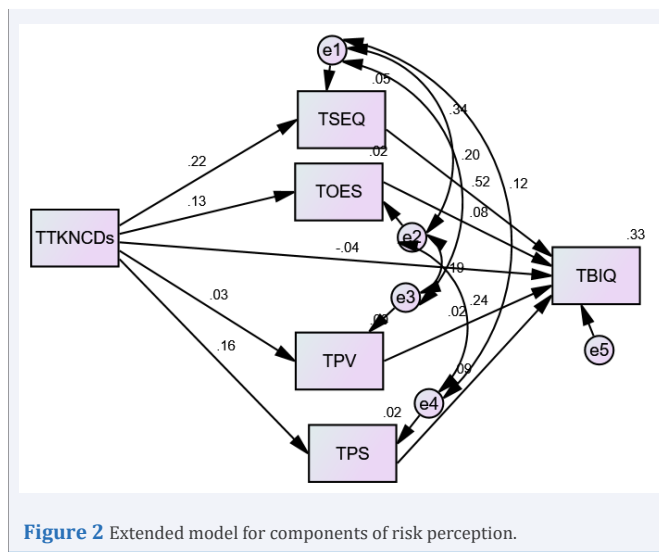 e1
.05
TSEQ
.34
.22
.02
.20
TOES
.52
.12
.13
.08
TTKNCDs
e2
-.04
.33
.19
TBIQ
e3
.03
.02
.24
TPV
e5
.16
.09
e4
.02
TPS
Figure 2 Extended model for components of risk perception.